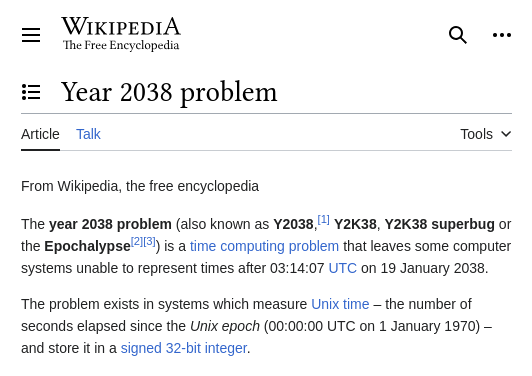 WIKIPEDIA
The Free Encyclopedia
Year 2038 problem
Article Talk Tools
From Wikipedia, the free encyclopedia
The year 2038 problem (also known as Y2038,[1] Y2K38, Y2K38 superbug or
the Epochalypse[2][3]) is a time computing problem that leaves some computer
systems unable to represent times after 03:14:07 UTC on 19 January 2038.
The problem exists in systems which measure Unix time – the number of
seconds elapsed since the Unix epoch (00:00:00 UTC on 1 January 1970) –
and store it in a signed 32-bit integer.